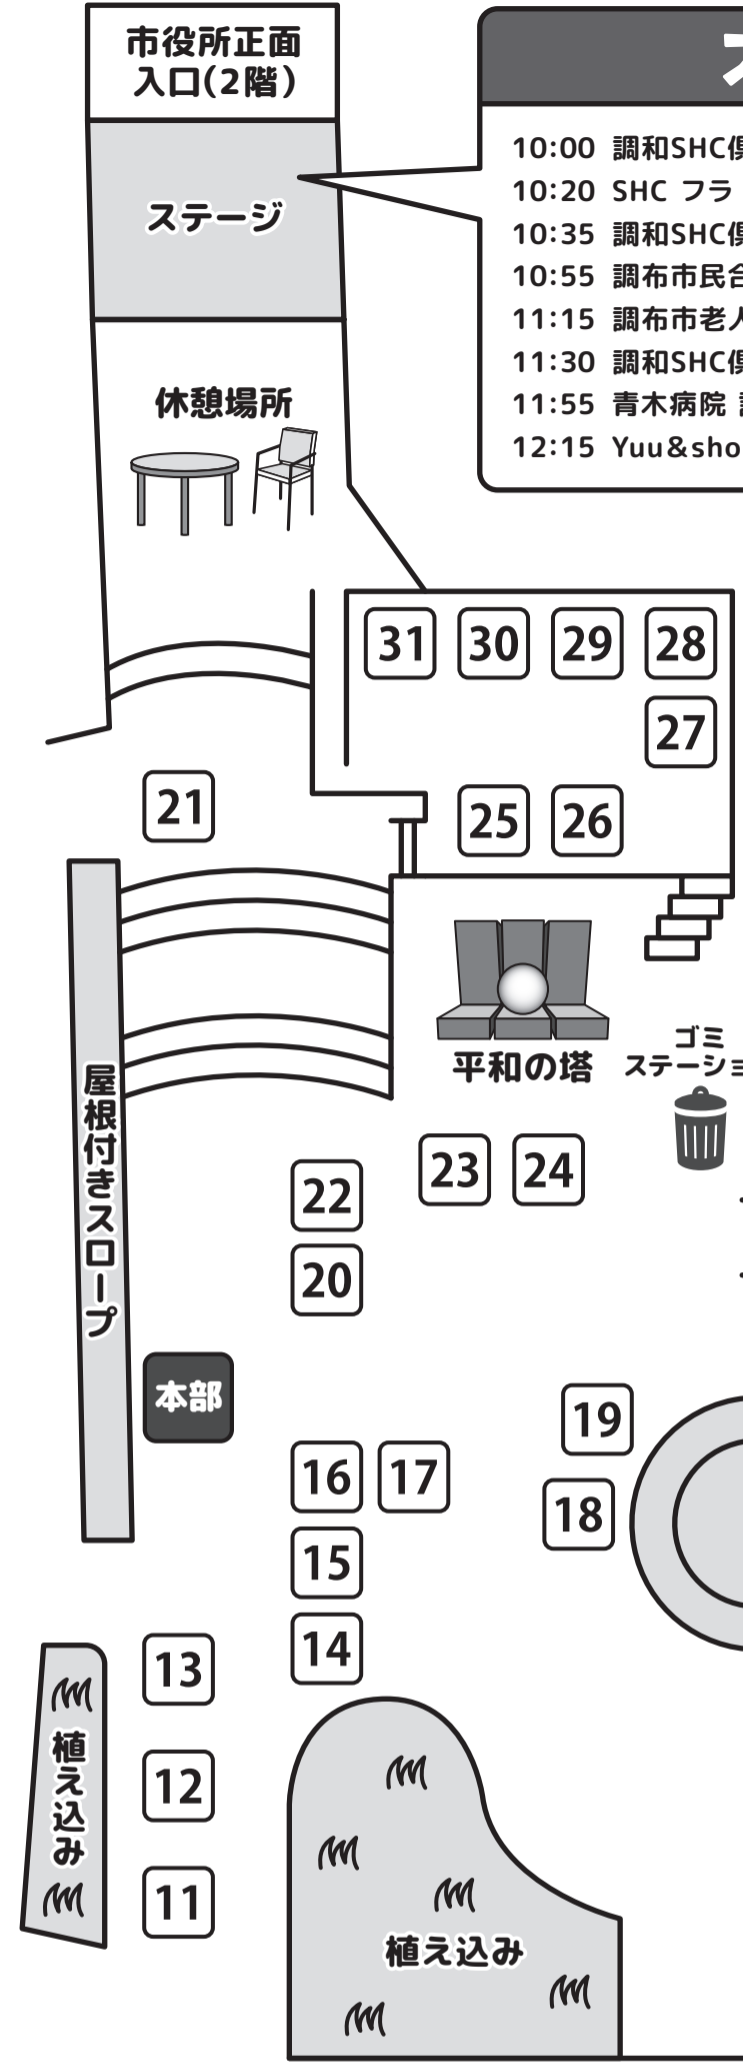 市役所正面
入口(2階)
ステージ
10:00 調和SHC倶
10:20 SHC フラ
10:35 調和SHC倶
10:55 調布市民合
11:15 調布市老人
11:30 調和SHC倶
11:55 青木病院
12:15 Yuu&sho
休憩場所
31 30 29 28
27
21
25 26
平和の塔
ゴミ
ステーショ
屋根付きスロープ
23 24
22
20
本部
19
16 17
18
15
14
13
12
11
植え込み
植え込み